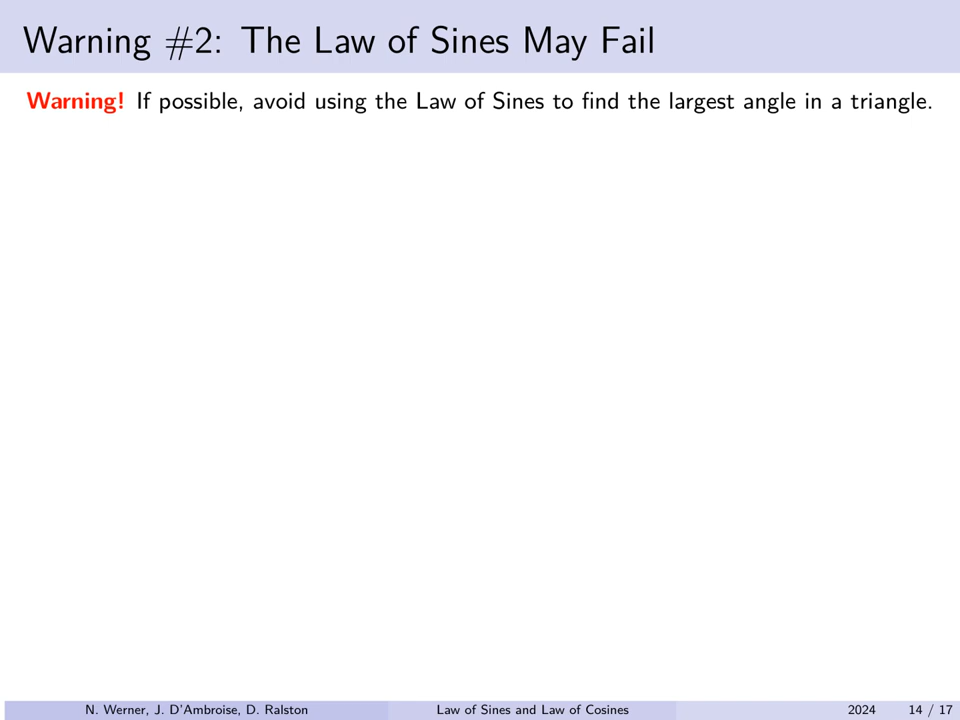 Warning #2: The Law of Sines May Fail
Warning! If possible, avoid using the Law of Sines to find the largest angle in a triangle.
N. Werner, J. D'Ambroise, D. Ralston
Law of Sines and Law of Cosines
2024
14 / 17